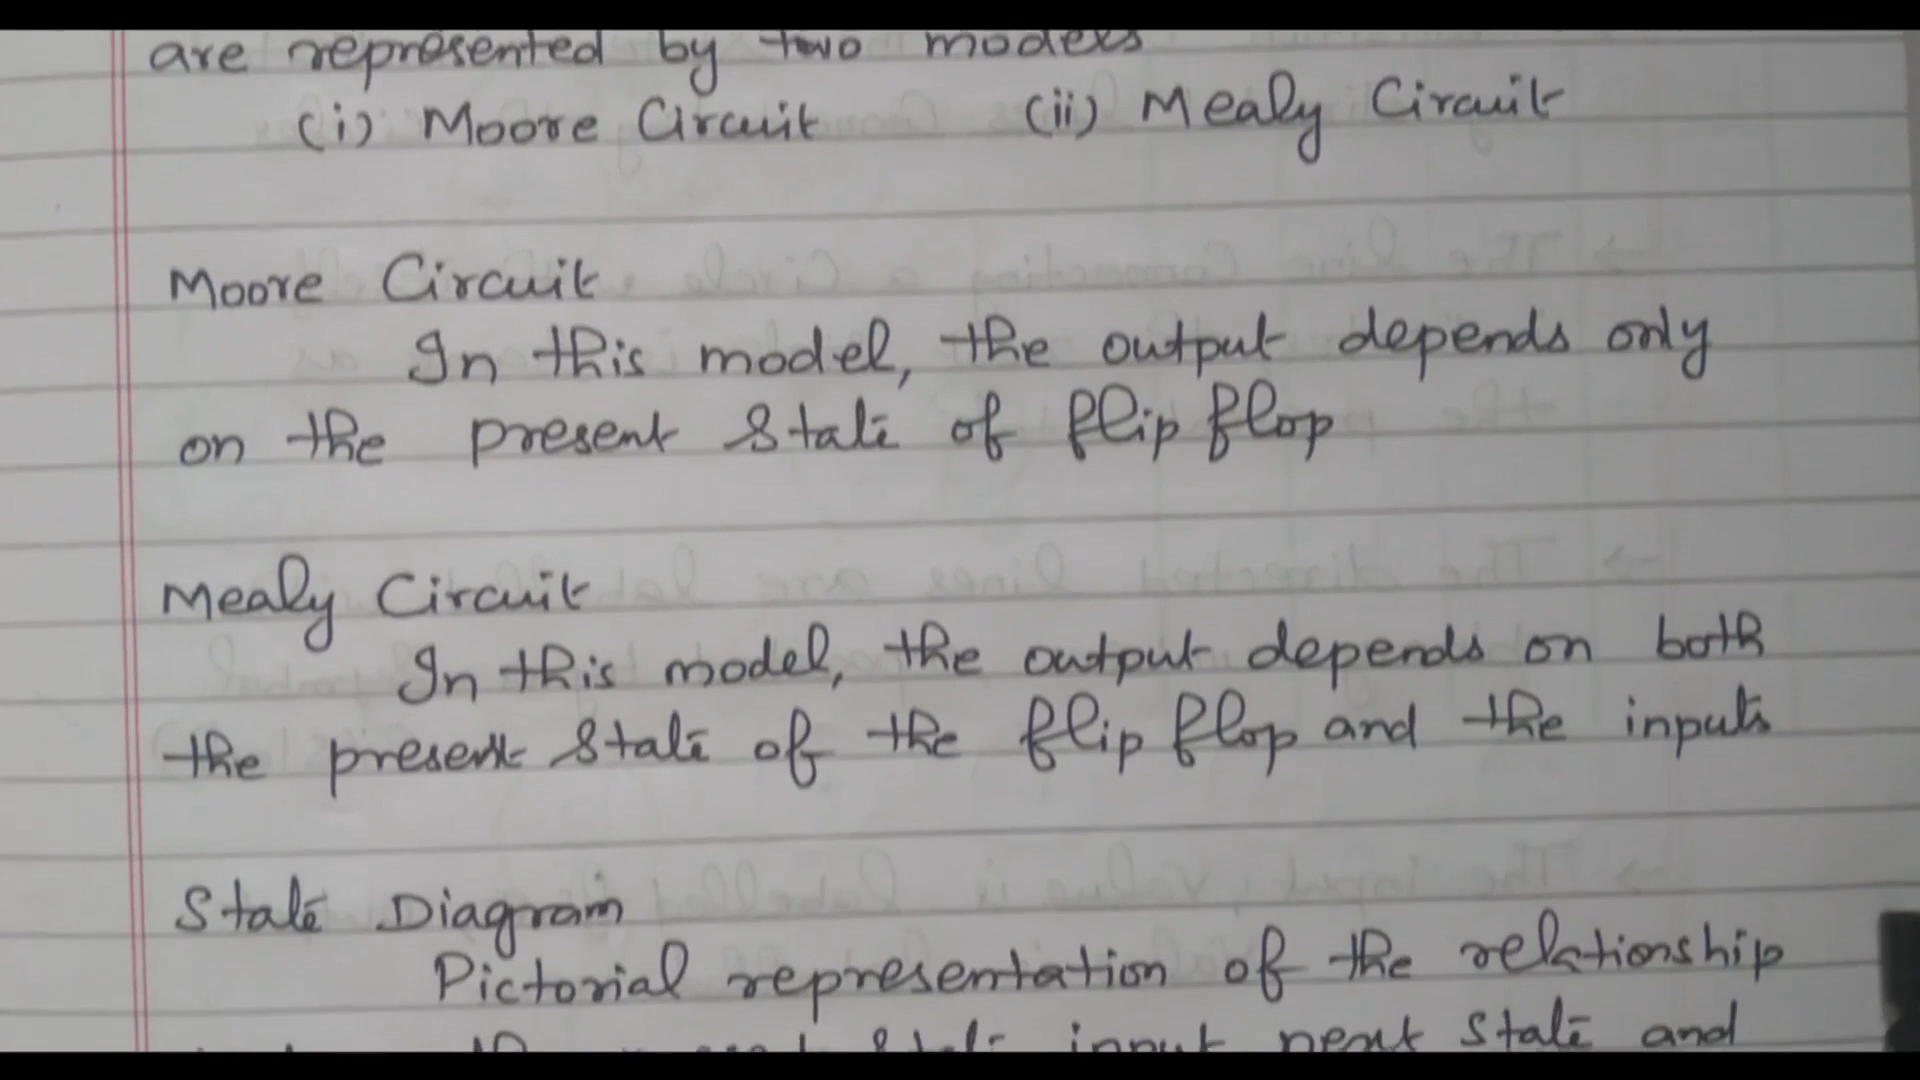 are represented by two models
(i) Moore Circuit (ii) Mealy Circuit
Moore Circuit
In this model, the output depends only
on the present state of flip flop
Mealy Circuit
In this model, the output depends on both
the present state of the flip flop and the inputs
State Diagram
Pictorial representation of the relationship
input next state and